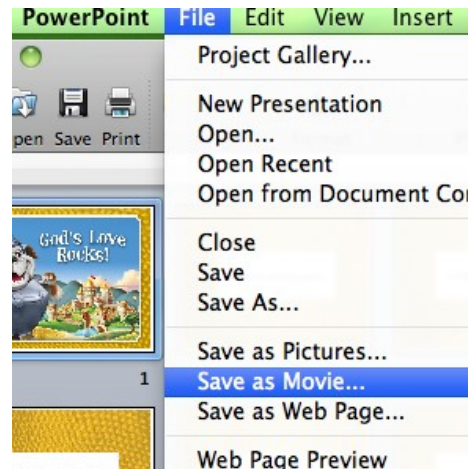 PowerPoint File Edit View Insert
Project Gallery...
New Presentation
Open...
Open Recent
Open from Document Cor
Close
Save
Save As...
Save as Pictures...
Save as Movie...
Save as Web Page...
Web Page Preview
pen Save Print
God's Love
Rocks!
1